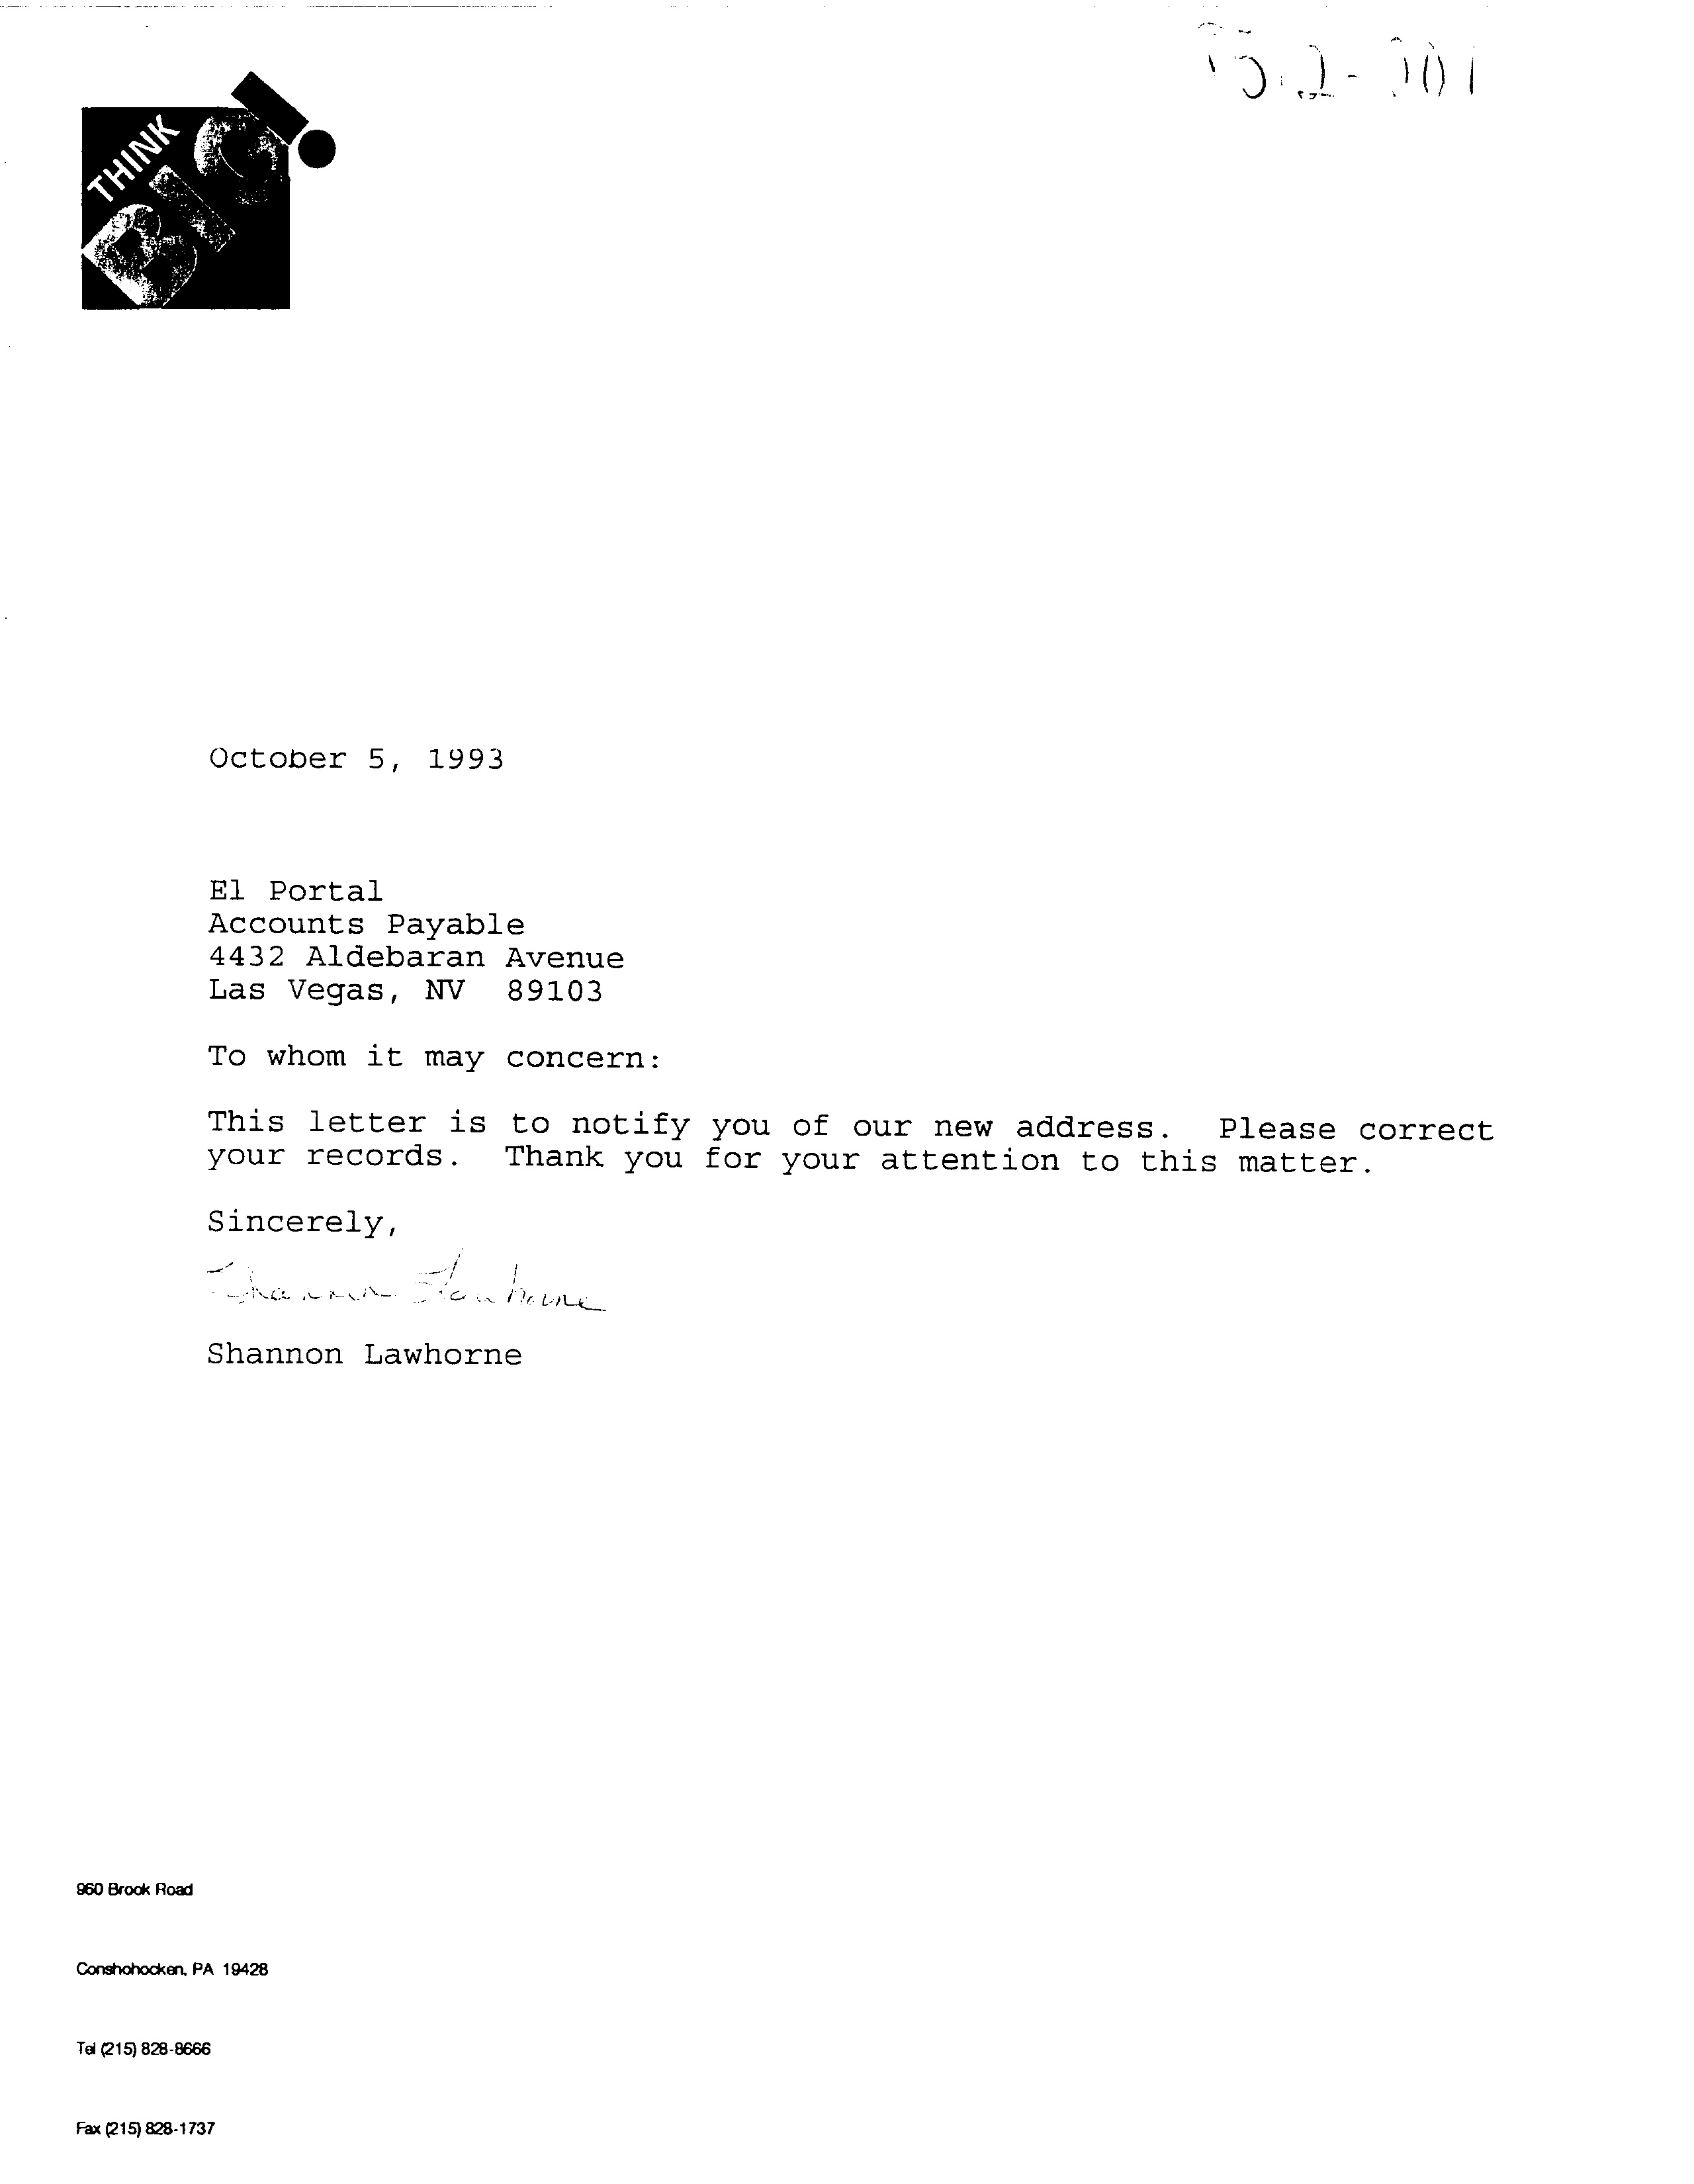 THINK
BIG!
October 5, 1993
El Portal
Accounts Payable
4432 Aldebaran Avenue
Las Vegas, NV  89103
To whom it may concern:
This letter is to notify you of our new address.  Please correct
your records.  Thank you for your attention to this matter.
Sincerely,
Shannon Lawhorne
Shannon Lawhorne
960 Brook Road
Conshohocken, PA  19428
Tel (215) 828-8666
Fax (215) 828-1737